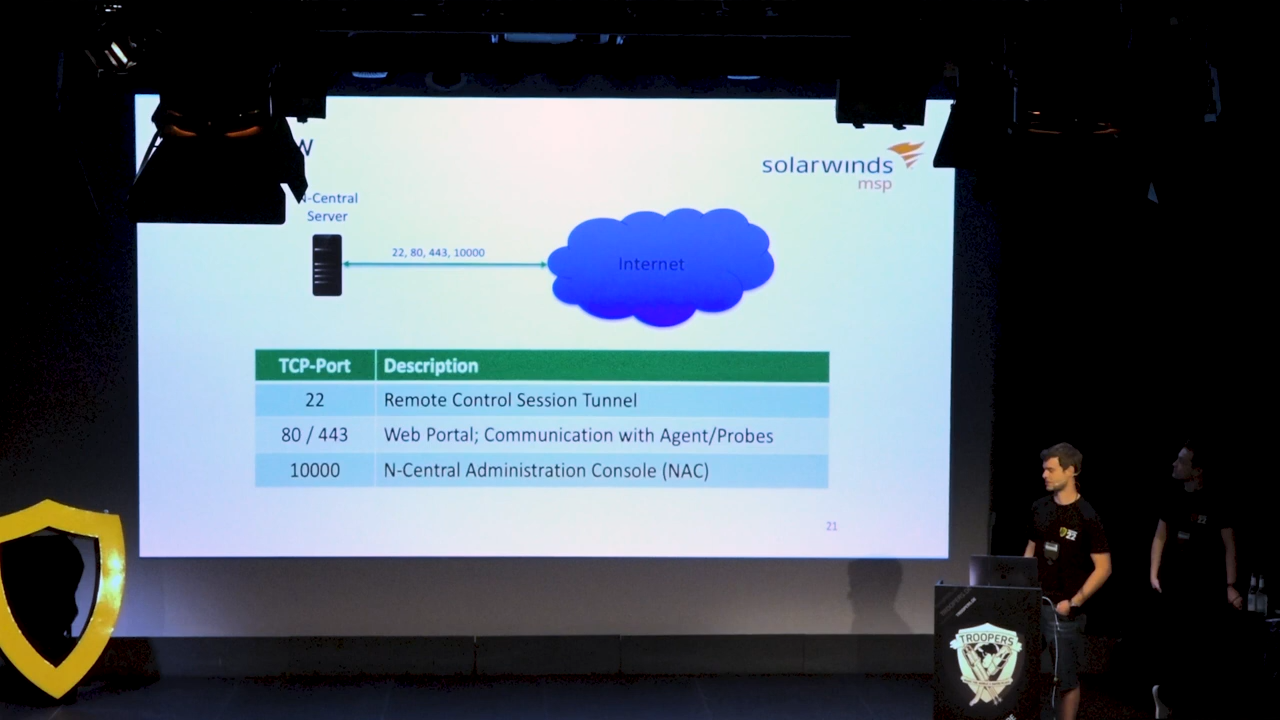 W
solarwinds
msp
N-Central
Server
22, 80, 443, 10000
Internet
TCP-Port Description
22 Remote Control Session Tunnel
80 / 443 Web Portal; Communication with Agent/Probes
10000 N-Central Administration Console (NAC)
21
22
TROOPERS